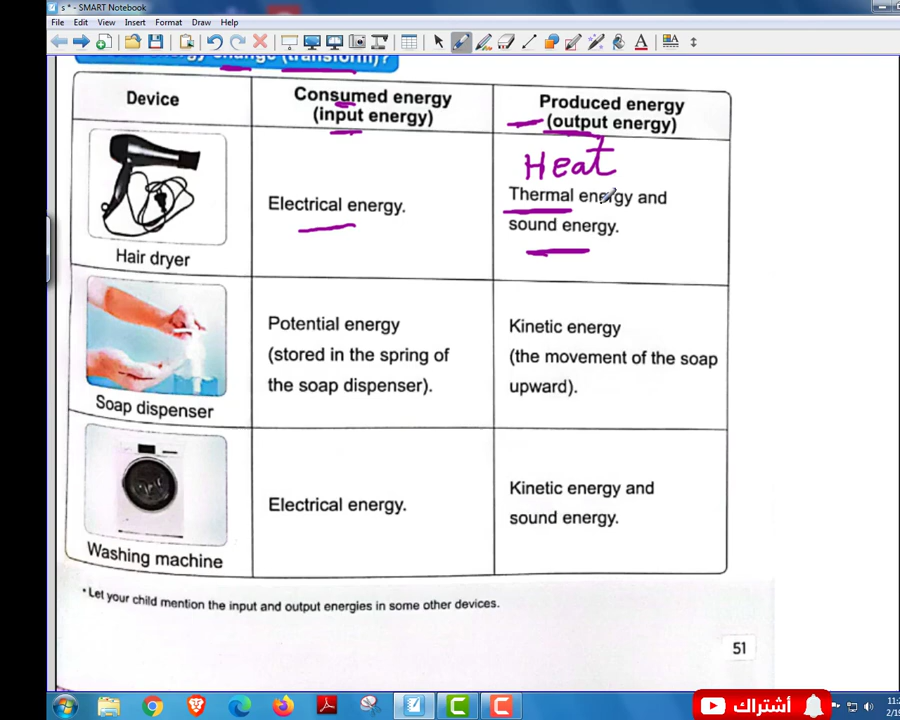 s * - SMART Notebook
File Edit View Insert Format Draw Help
change (transform)?
Device
Consumed energy
(input energy)
Produced energy
(output energy)
Heat
Hair dryer
Electrical energy.
Thermal energy and
sound energy.
Soap dispenser
Potential energy
(stored in the spring of
the soap dispenser).
Kinetic energy
(the movement of the soap
upward).
Washing machine
Electrical energy.
Kinetic energy and
sound energy.
* Let your child mention the input and output energies in some other devices.
51
أشتراك